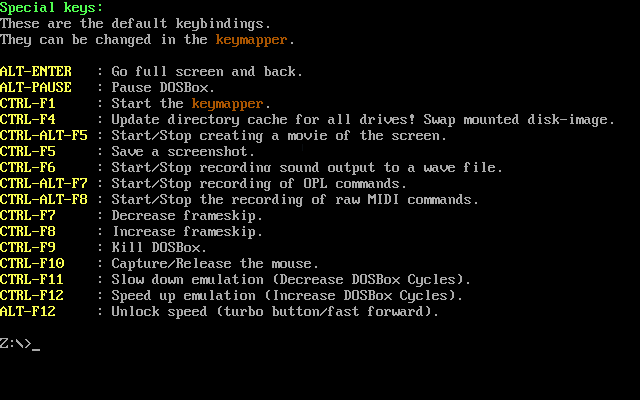 Special keys:
These are the default keybindings.
They can be changed in the keymapper.
ALT-ENTER : Go full screen and back.
ALT-PAUSE : Pause DOSBox.
CTRL-F1 : Start the keymapper.
CTRL-F4 : Update directory cache for all drives! Swap mounted disk-image.
CTRL-ALT-F5 : Start/Stop creating a movie of the screen.
CTRL-F5 : Save a screenshot.
CTRL-F6 : Start/Stop recording sound output to a wave file.
CTRL-ALT-F7 : Start/Stop recording of OPL commands.
CTRL-ALT-F8 : Start/Stop the recording of raw MIDI commands.
CTRL-F7 : Decrease frameskip.
CTRL-F8 : Increase frameskip.
CTRL-F9 : Kill DOSBox.
CTRL-F10 : Capture/Release the mouse.
CTRL-F11 : Slow down emulation (Decrease DOSBox Cycles).
CTRL-F12 : Speed up emulation (Increase DOSBox Cycles).
ALT-F12 : Unlock speed (turbo button/fast forward).
Z:\>_